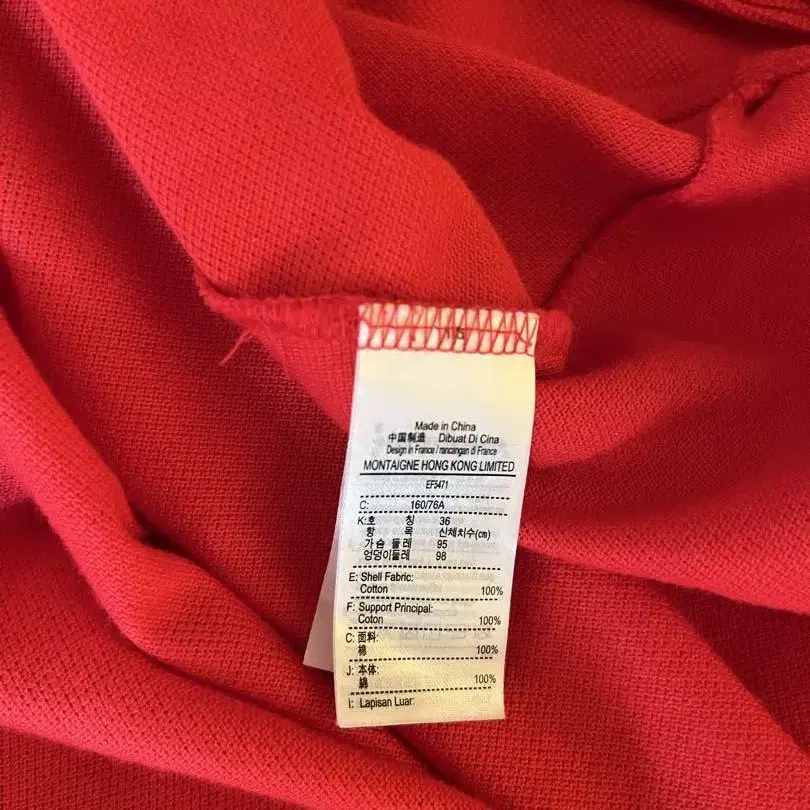 Made in China
中国制造 Dibuat Di Cina
Design in France / rancangan di France
MONTAIGNE HONG KONG LIMITED
EF5471
C: 160/76A
K:호 칭 36
항 목 신체치수(cm)
가슴 둘레 95
엉덩이둘레 98
E: Shell Fabric:
Cotton 100%
F: Support Principal:
Coton 100%
C: 面料:
棉 100%
J: 本体:
綿 100%
I: Lapisan Luar: